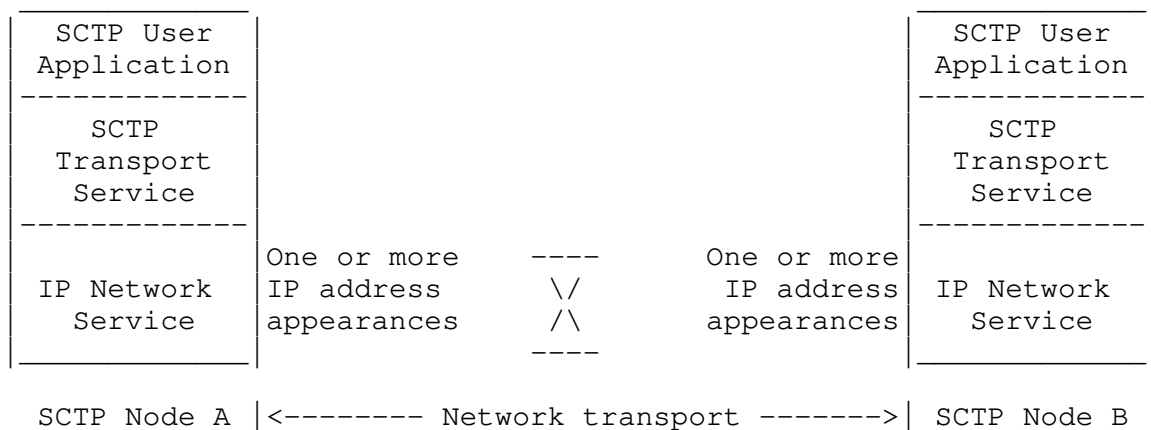 SCTP User SCTP User
Application Application
SCTP SCTP
Transport Transport
Service Service
One or more One or more
IP Network IP address IP address IP Network
Service appearances appearances Service
SCTP Node A |<-------- Network transport ------->| SCTP Node B